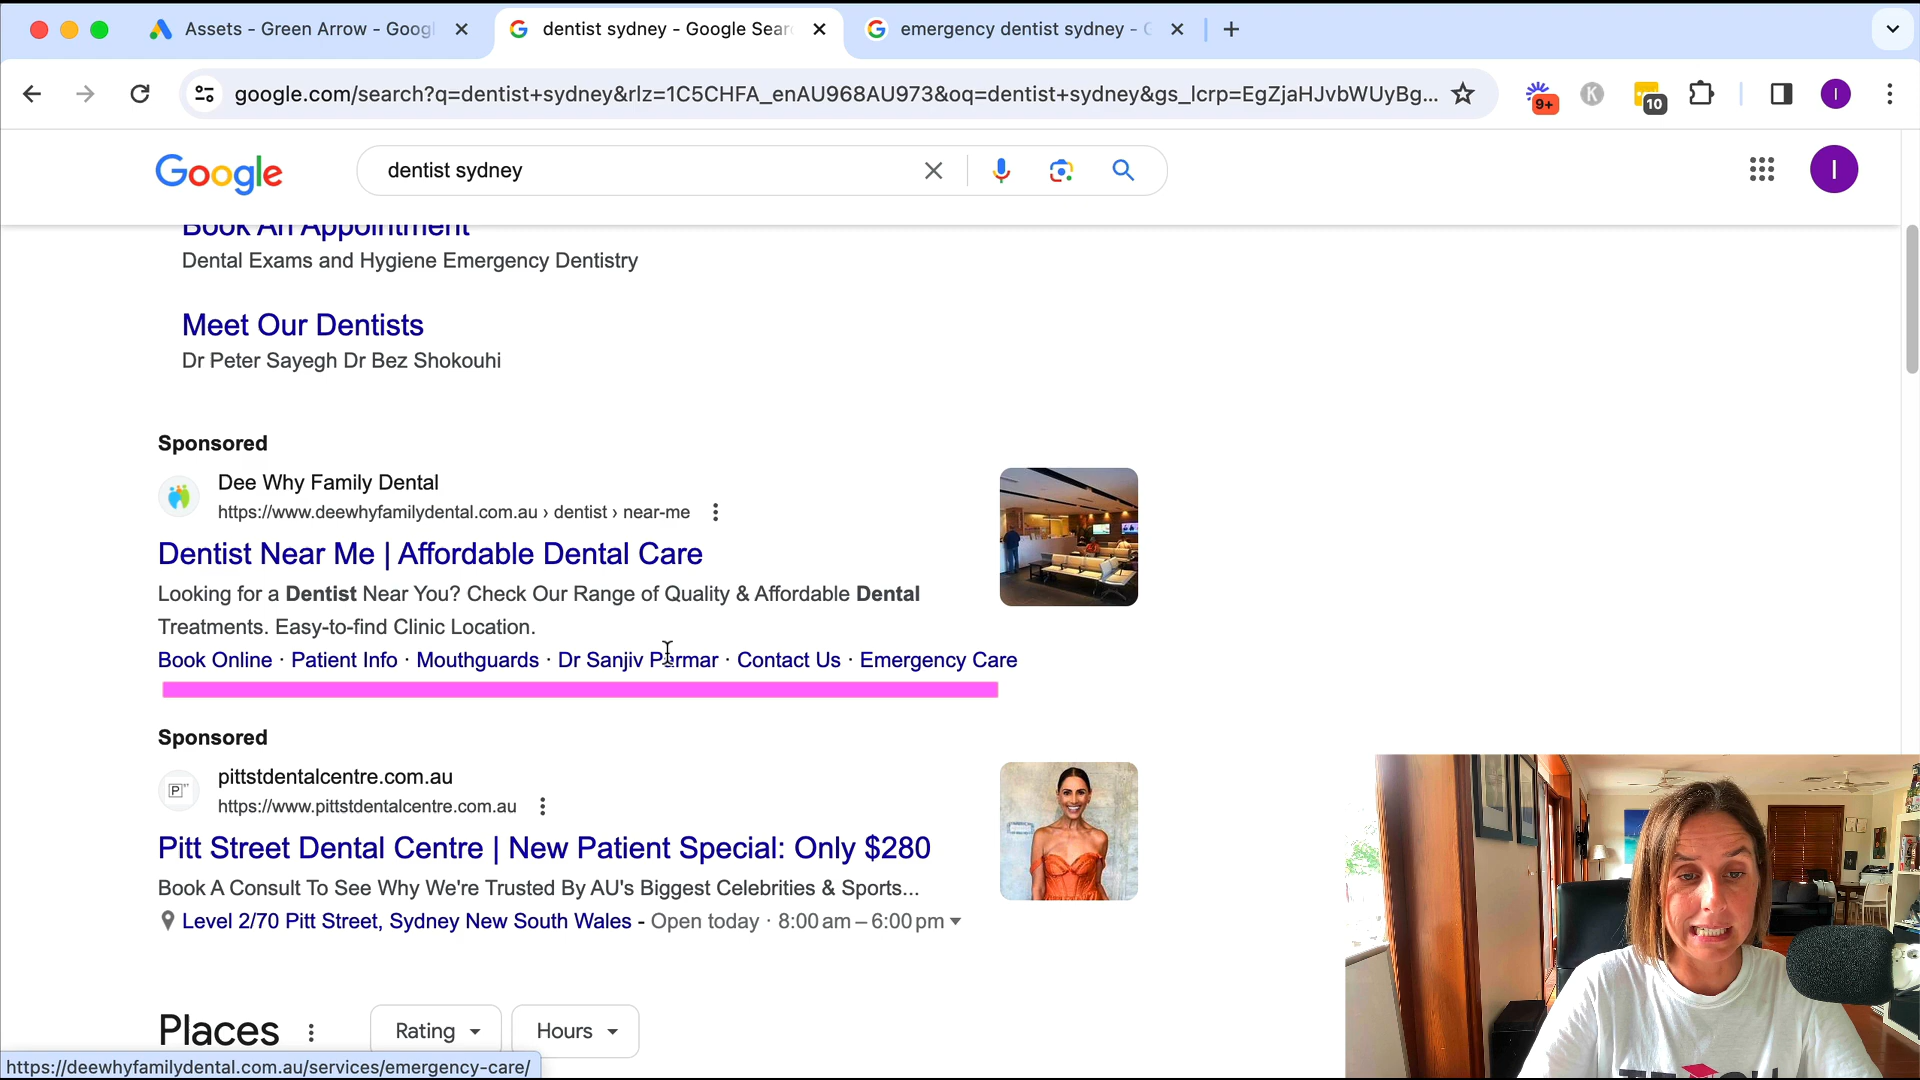 Assets - Green Arrow - Googl
dentist sydney - Google Sear
emergency dentist sydney - G
google.com/search?q=dentist+sydney&rlz=1C5CHFA_enAU968AU973&oq=dentist+sydney&gs_lcrp=EgZjaHJvbWUyBg...
9+
K
10
I
Google
dentist sydney
I
Book An Appointment
Dental Exams and Hygiene Emergency Dentistry
Meet Our Dentists
Dr Peter Sayegh Dr Bez Shokouhi
Sponsored
Dee Why Family Dental
https://www.deewhyfamilydental.com.au › dentist › near-me
Dentist Near Me | Affordable Dental Care
Looking for a Dentist Near You? Check Our Range of Quality & Affordable Dental
Treatments. Easy-to-find Clinic Location.
Book Online · Patient Info · Mouthguards · Dr Sanjiv Parmar · Contact Us · Emergency Care
Sponsored
pittstdentalcentre.com.au
https://www.pittstdentalcentre.com.au
Pitt Street Dental Centre | New Patient Special: Only $280
Book A Consult To See Why We're Trusted By AU's Biggest Celebrities & Sports...
Level 2/70 Pitt Street, Sydney New South Wales - Open today · 8:00 am – 6:00 pm
Places
Rating
Hours
https://deewhyfamilydental.com.au/services/emergency-care/